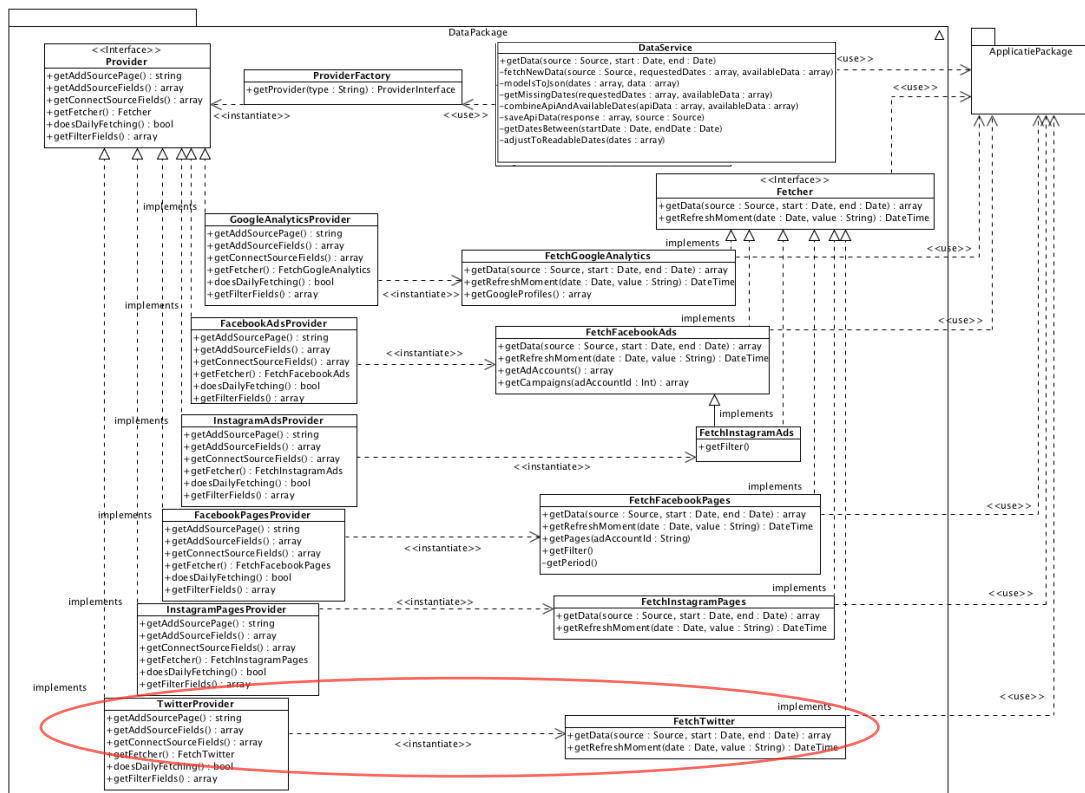 DataPackage
<<Interface>>
Provider
+getAddSourcePage() : string
+getAddSourceFields() : array
+getConnectSourceFields() : array
+getFetcher() : Fetcher
+doesDailyFetching() : bool
+getFilterFields() : array
ProviderFactory
+getProvider(type : String) : ProviderInterface
<<instantiate>>
<<use>>
DataService
+getData(source : Source, start : Date, end : Date)
-fetchNewData(source : Source, requestedDates : array, availableData : array)
-modelsToJson(dates : array, data : array)
-getMissingDates(requestedDates : array, availableData : array)
-combineApiAndAvailableDates(apiData : array, availableData : array)
-saveApiData(response : array, source : Source)
-getDatesBetween(startDate : Date, endDate : Date)
-adjustToReadableDates(dates : array)
<use>>
<<use>>
ApplicatiePackage
<<Interface>>
Fetcher
+getData(source : Source, start : Date, end : Date) : array
+getRefreshMoment(date : Date, value : String) : DateTime
implements
GoogleAnalyticsProvider
+getAddSourcePage() : string
+getAddSourceFields() : array
+getConnectSourceFields() : array
+getFetcher() : FetchGogleAnalytics
+doesDailyFetching() : bool
+getFilterFields() : array
<<instantiate>>
implements
FetchGoogleAnalytics
+getData(source : Source, start : Date, end : Date) : array
+getRefreshMoment(date : Date, value : String) : DateTime
+getGoogleProfiles() : array
<<use>>
implements
FacebookAdsProvider
+getAddSourcePage() : string
+getAddSourceFields() : array
+getConnectSourceFields() : array
+getFetcher() : FetchFacebookAds
+doesDailyFetching() : bool
+getFilterFields() : array
<<instantiate>>
implements
FetchFacebookAds
+getData(source : Source, start : Date, end : Date) : array
+getRefreshMoment(date : Date, value : String) : DateTime
+getAdAccounts() : array
+getCampaigns(adAccountId : Int) : array
<<use>>
implements
InstagramAdsProvider
+getAddSourcePage() : string
+getAddSourceFields() : array
+getConnectSourceFields() : array
+getFetcher() : FetchInstagramAds
+doesDailyFetching() : bool
+getFilterFields() : array
<<instantiate>>
implements
FetchInstagramAds
+getFilter()
implements
FacebookPagesProvider
+getAddSourcePage() : string
+getAddSourceFields() : array
+getConnectSourceFields() : array
+getFetcher() : FetchFacebookPages
+doesDailyFetching() : bool
+getFilterFields() : array
<<instantiate>>
implements
FetchFacebookPages
+getData(source : Source, start : Date, end : Date) : array
+getRefreshMoment(date : Date, value : String) : DateTime
+getPages(adAccountId : String)
+getFilter()
-getPeriod()
<<use>>
implements
InstagramPagesProvider
+getAddSourcePage() : string
+getAddSourceFields() : array
+getConnectSourceFields() : array
+getFetcher() : FetchInstagramPages
+doesDailyFetching() : bool
+getFilterFields() : array
<<instantiate>>
implements
FetchInstagramPages
+getData(source : Source, start : Date, end : Date) : array
+getRefreshMoment(date : Date, value : String) : DateTime
<<use>>
implements
TwitterProvider
+getAddSourcePage() : string
+getAddSourceFields() : array
+getConnectSourceFields() : array
+getFetcher() : FetchTwitter
+doesDailyFetching() : bool
+getFilterFields() : array
<<instantiate>>
implements
FetchTwitter
+getData(source : Source, start : Date, end : Date) : array
+getRefreshMoment(date : Date, value : String) : DateTime
<<use>>